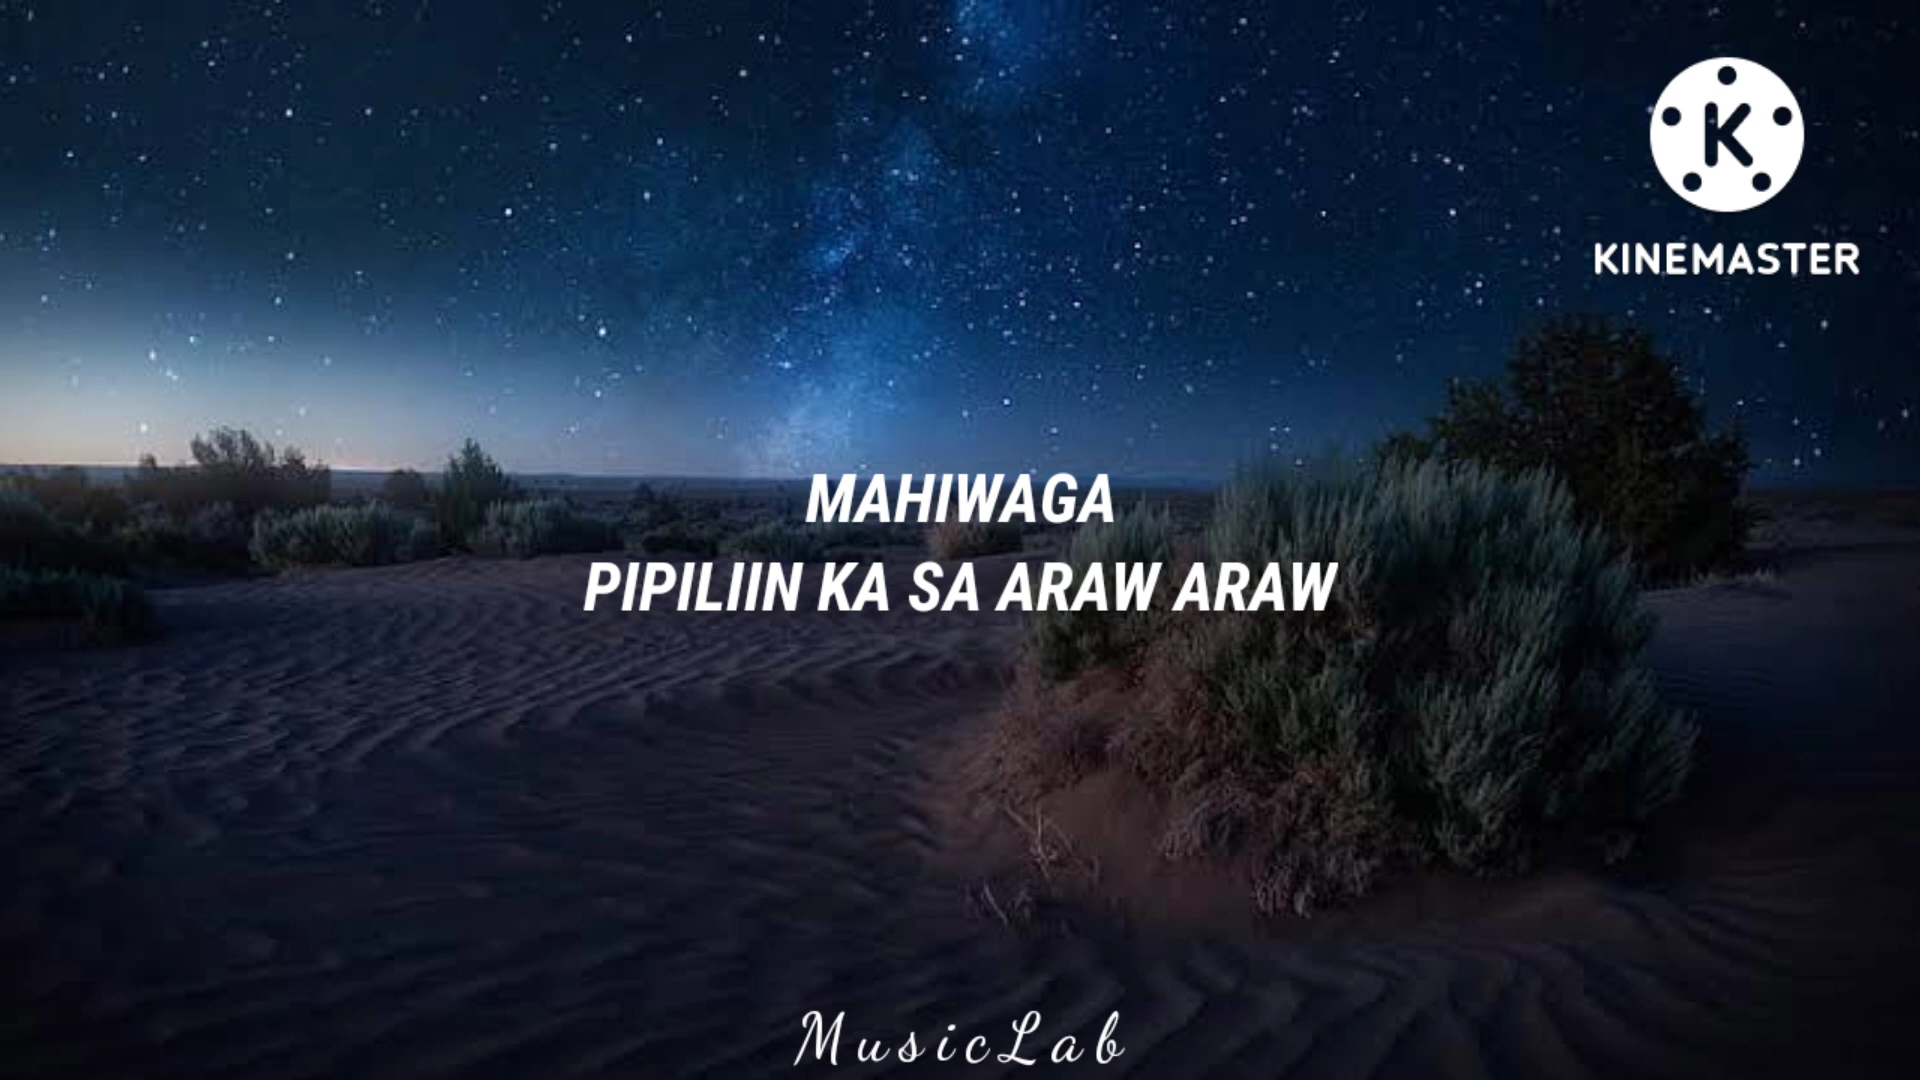 K
KINEMASTER
MAHIWAGA
PIPILIIN KA SA ARAW ARAW
MusicLab